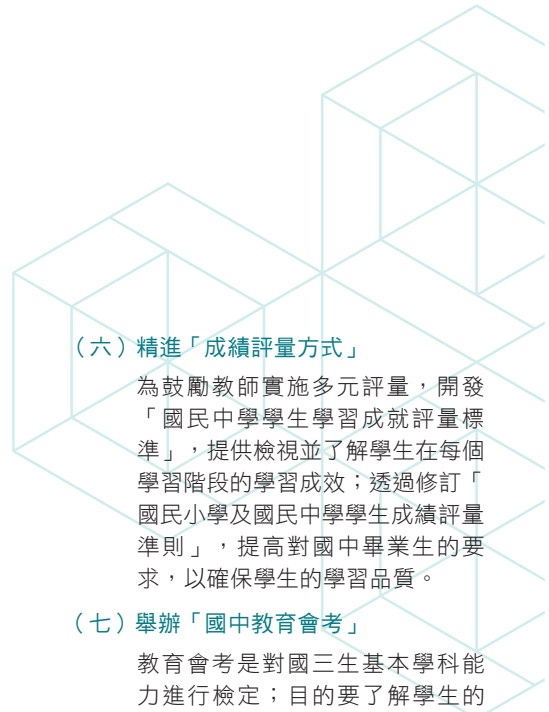 （六）精進「成績評量方式」
為鼓勵教師實施多元評量，開發
「國民中學學生學習成就評量標
準」，提供檢視並了解學生在每個
學習階段的學習成效；透過修訂「
國民小學及國民中學學生成績評量
準則」，提高對國中畢業生的要
求，以確保學生的學習品質。
（七）舉辦「國中教育會考」
教育會考是對國三生基本學科能
力進行檢定；目的要了解學生的